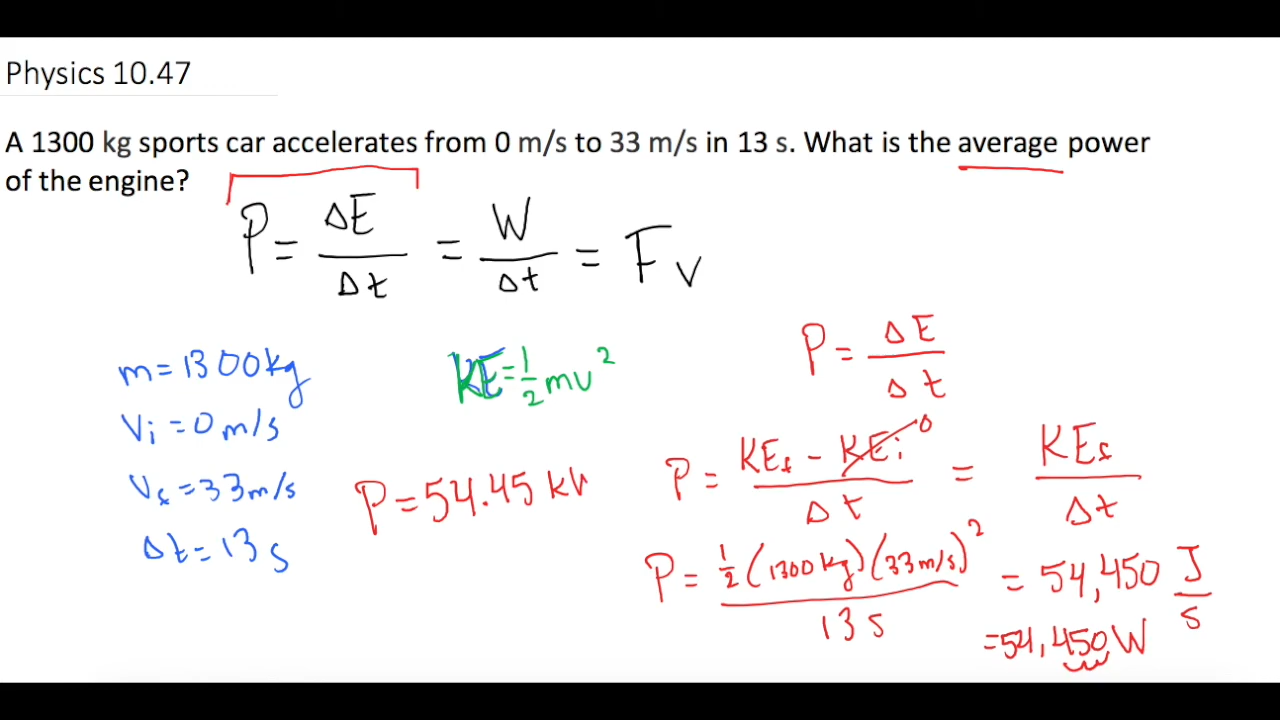 Physics 10.47
A 1300 kg sports car accelerates from 0 m/s to 33 m/s in 13 s. What is the average power
of the engine?
P = ΔE/Δt = W/Δt = Fv
m = 1300 kg
Vi = 0 m/s
Vf = 33 m/s
Δt = 13 s
KE = 1/2 mv²
P = 54.45 kW
P = ΔE/Δt
P = (KEf - KEi⁰)/Δt = KEf/Δt
P = 1/2 (1300 kg)(33 m/s)²/13 s = 54,450 J/s
= 54,450 W